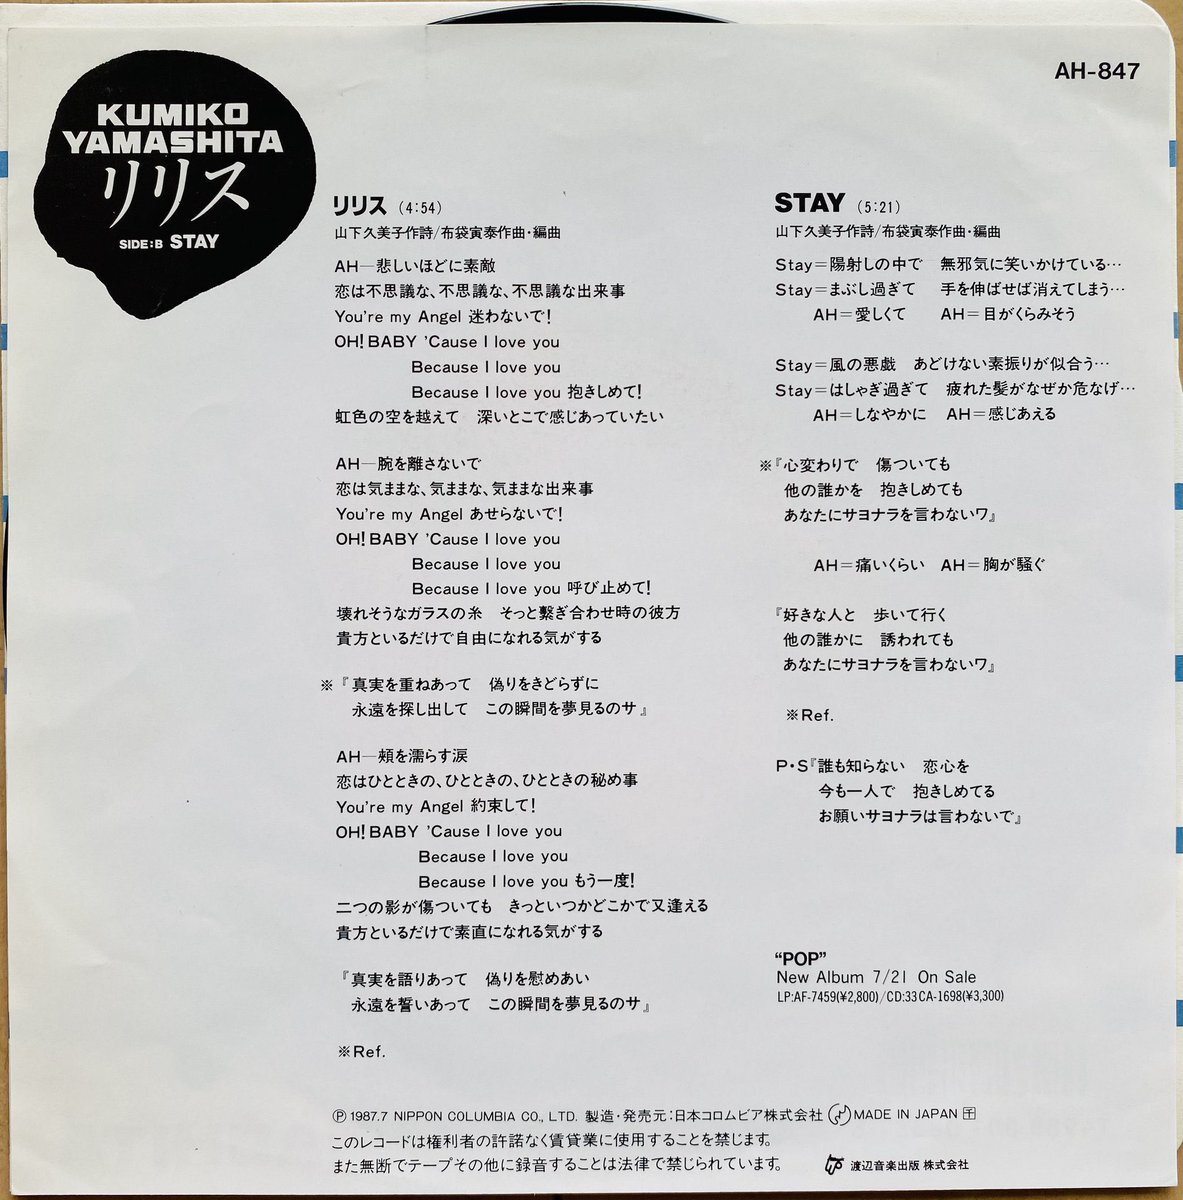 AH-847
KUMIKO
YAMASHITA
リリス
SIDE:B STAY
リリス (4:54)
山下久美子作詩/布袋寅泰作曲・編曲
AH—悲しいほどに素敵
恋は不思議な、不思議な、不思議な出来事
You're my Angel 迷わないで!
OH! BABY 'Cause I love you
Because I love you
Because I love you 抱きしめて!
虹色の空を越えて　深いとこで感じあっていたい
AH—腕を離さないで
恋は気ままな、気ままな、気ままな出来事
You're my Angel あせらないで!
OH! BABY 'Cause I love you
Because I love you
Because I love you 呼び止めて!
壊れそうなガラスの糸　そっと繋ぎ合わせ時の彼方
貴方といるだけで自由になれる気がする
※『真実を重ねあって　偽りをきどらずに
永遠を探し出して　この瞬間を夢見るのサ』
AH—頬を濡らす涙
恋はひとときの、ひとときの、ひとときの秘め事
You're my Angel 約束して!
OH! BABY 'Cause I love you
Because I love you
Because I love you もう一度!
二つの影が傷ついても　きっといつかどこかで又逢える
貴方といるだけで素直になれる気がする
『真実を語りあって　偽りを慰めあい
永遠を誓いあって　この瞬間を夢見るのサ』
※Ref.
STAY (5:21)
山下久美子作詩/布袋寅泰作曲・編曲
Stay=陽射しの中で　無邪気に笑いかけている…
Stay=まぶし過ぎて　手を伸ばせば消えてしまう…
AH=愛しくて　AH=目がくらみそう
Stay=風の悪戯　あどけない素振りが似合う…
Stay=はしゃぎ過ぎて　疲れた髪がなぜか危なげ…
AH=しなやかに　AH=感じあえる
※『心変わりで　傷ついても
他の誰かを　抱きしめても
あなたにサヨナラを言わないワ』
AH=痛いくらい　AH=胸が騒ぐ
『好きな人と　歩いて行く
他の誰かに　誘われても
あなたにサヨナラを言わないワ』
※Ref.
P・S『誰も知らない　恋心を
今も一人で　抱きしめてる
お願いサヨナラは言わないで』
"POP"
New Album 7/21 On Sale
LP:AF-7459(¥2,800)/CD:33CA-1698(¥3,300)
Ⓟ 1987.7 NIPPON COLUMBIA CO., LTD. 製造・発売元:日本コロムビア株式会社 MADE IN JAPAN
このレコードは権利者の許諾なく賃貸業に使用することを禁じます。
また無断でテープその他に録音することは法律で禁じられています。
渡辺音楽出版 株式会社